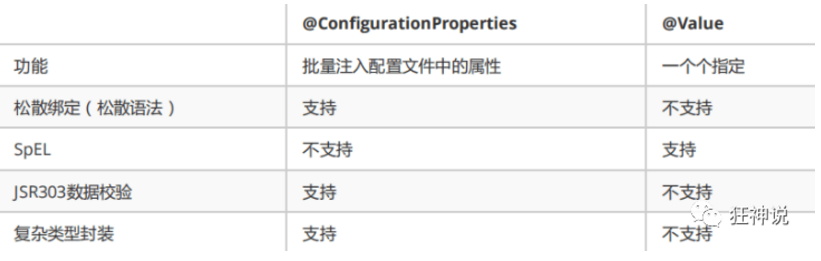 @ConfigurationProperties @Value
功能 批量注入配置文件中的属性 一个个指定
松散绑定（松散语法） 支持 不支持
SpEL 不支持 支持
JSR303数据校验 支持 不支持
复杂类型封装 支持 不支持
狂神说